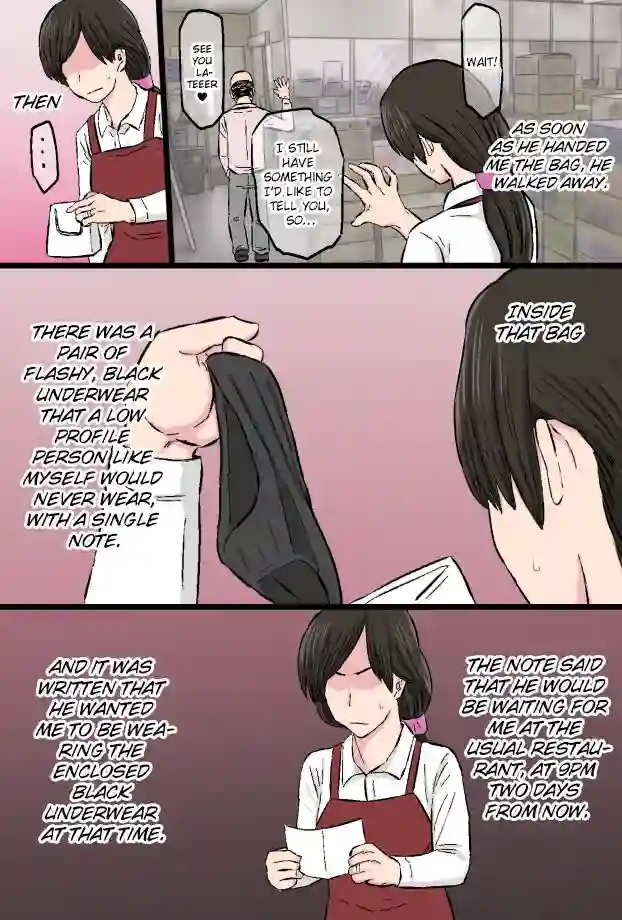 THEN
....
SEE
YOU
LA-
TEEER
♥
WAIT!
I STILL
HAVE
SOMETHING
I'D LIKE TO
TELL YOU,
SO...
AS SOON
AS HE HANDED
ME THE BAG, HE
WALKED AWAY.
INSIDE
THAT BAG
THERE WAS A
PAIR OF
FLASHY, BLACK
UNDERWEAR
THAT A LOW
PROFILE
PERSON LIKE
MYSELF WOULD
NEVER WEAR,
WITH A SINGLE
NOTE.
THE NOTE SAID
THAT HE WOULD
BE WAITING FOR
ME AT THE
USUAL RESTAU-
RANT, AT 9PM
TWO DAYS
FROM NOW.
AND IT WAS
WRITTEN THAT
HE WANTED
ME TO BE WEA-
RING THE
ENCLOSED
BLACK
UNDERWEAR
AT THAT TIME.